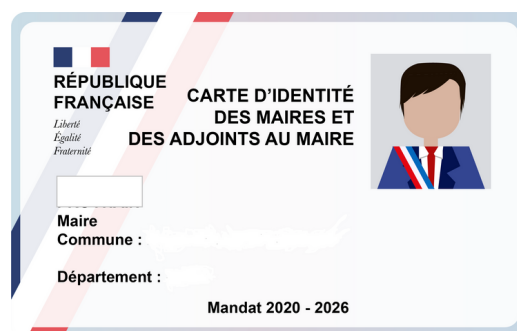 RÉPUBLIQUE
FRANÇAISE
Liberté
Égalité
Fraternité
CARTE D’IDENTITÉ
DES MAIRES ET
DES ADJOINTS AU MAIRE
Maire
Commune :
Département :
Mandat 2020 - 2026